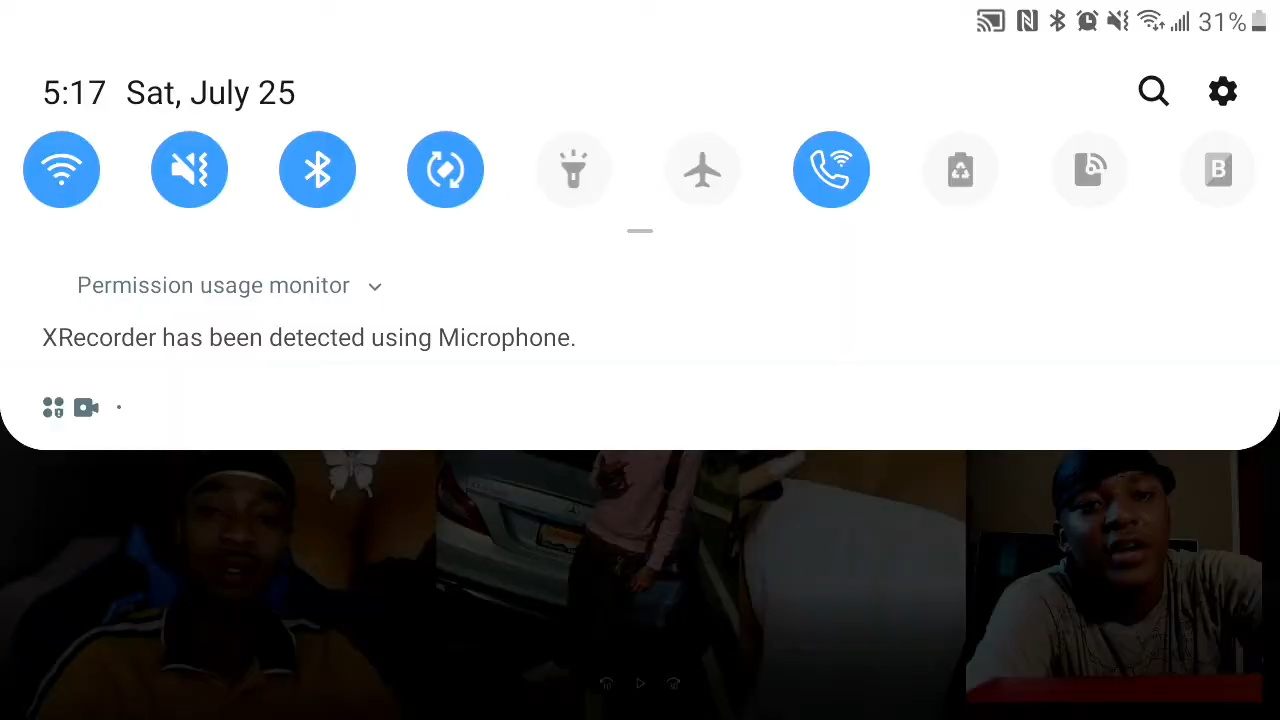 31%
5:17 Sat, July 25
B
Permission usage monitor
XRecorder has been detected using Microphone.